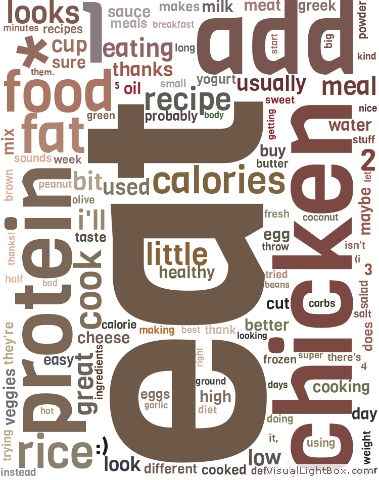 looks
sauce
makes
milk
meat
greek
powder
minutes
recipes
1
meals
breakfast
add
start
big
*
cup
eating
long
kind
sure
them.
thanks
small
yogurt
usually
meal
food
s
oil
recipe
sweet
green
probably
body
getting
nice
fat
eat
water
mix
stuff
sounds
week
buy
2
butter
chicken
let
brown
peanut
bit
used
calories
maybe
olive
protein
i'll
fresh
coconut
taste
egg
isn't
thanks!
throw
(i
little
healthy
half
bad
cook
tried
3
beans
salad
cut
carbs
salt
calorie
making
best
thank
better
does
they're
cheese
looking
easy
great
ingredients
right
frozen
super
there's
4
veggies
ground
days
cooking
eggs
high
hot
garlic
diet
doing
day
trying
rice
:)
it,
using
weight
look
different
cooked
def
low
instead
VisualLightBox.com